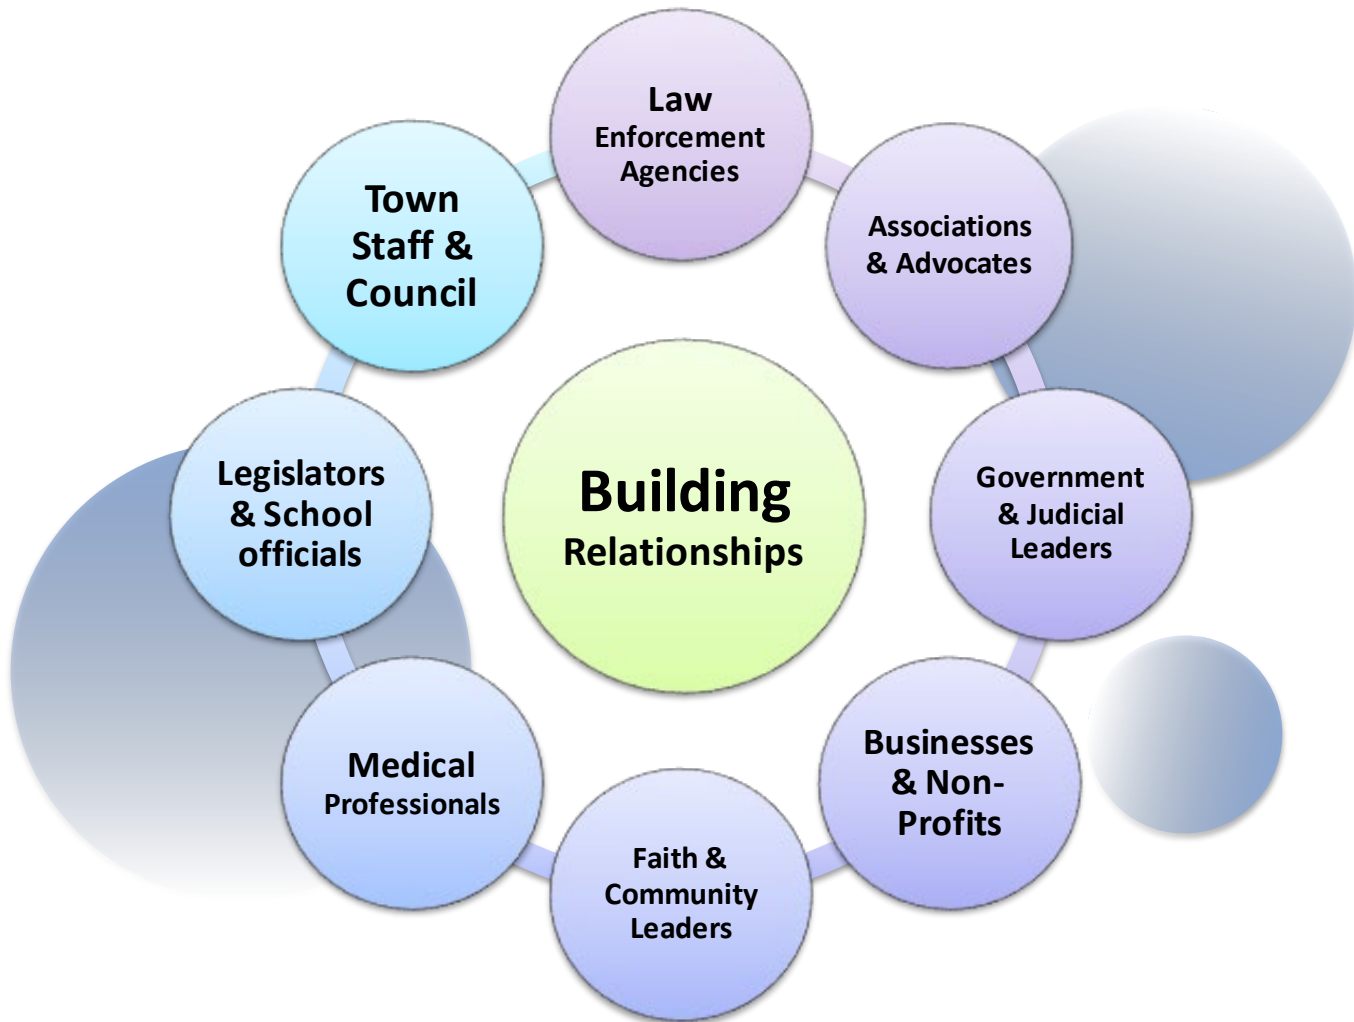 Law
Enforcement
Agencies
Associations
& Advocates
Government
& Judicial
Leaders
Businesses
& Non-
Profits
Faith &
Community
Leaders
Medical
Professionals
Legislators
& School
officials
Town
Staff &
Council
Building
Relationships